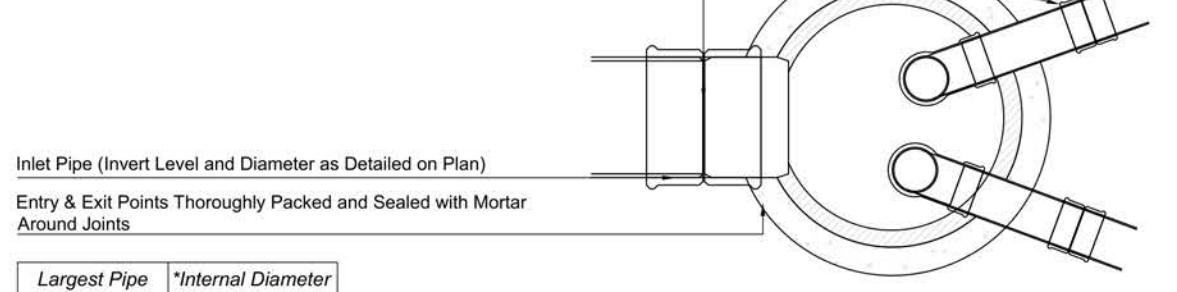 Inlet Pipe (Invert Level and Diameter as Detailed on Plan)
Entry & Exit Points Thoroughly Packed and Sealed with Mortar
Around Joints
Largest Pipe *Internal Diameter